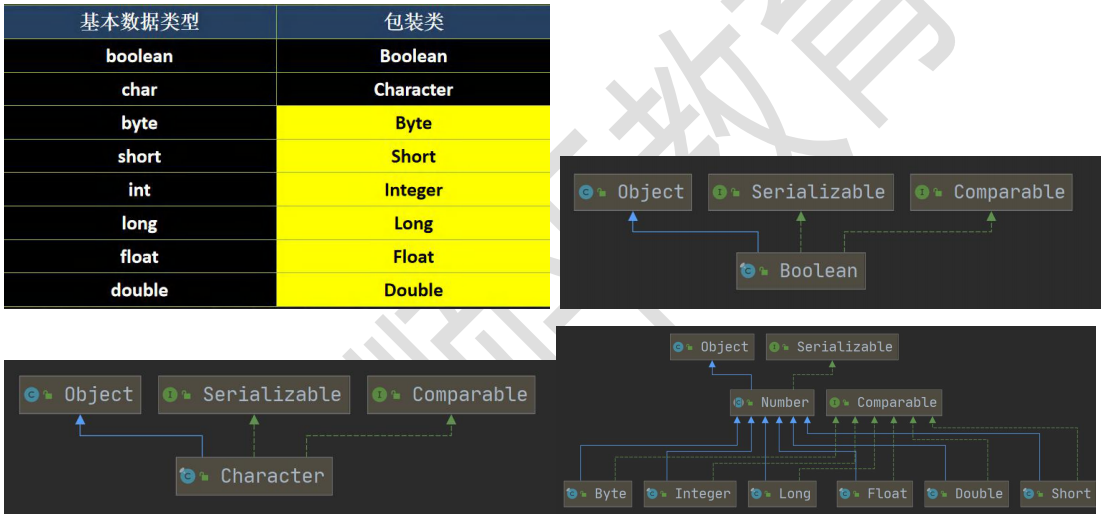 基本数据类型 包装类
boolean Boolean
char Character
byte Byte
short Short
int Integer
long Long
float Float
double Double
Object Serializable Comparable
Boolean
Object Serializable Comparable
Character
Object Serializable
Number Comparable
Byte Integer Long Float Double Short
教育